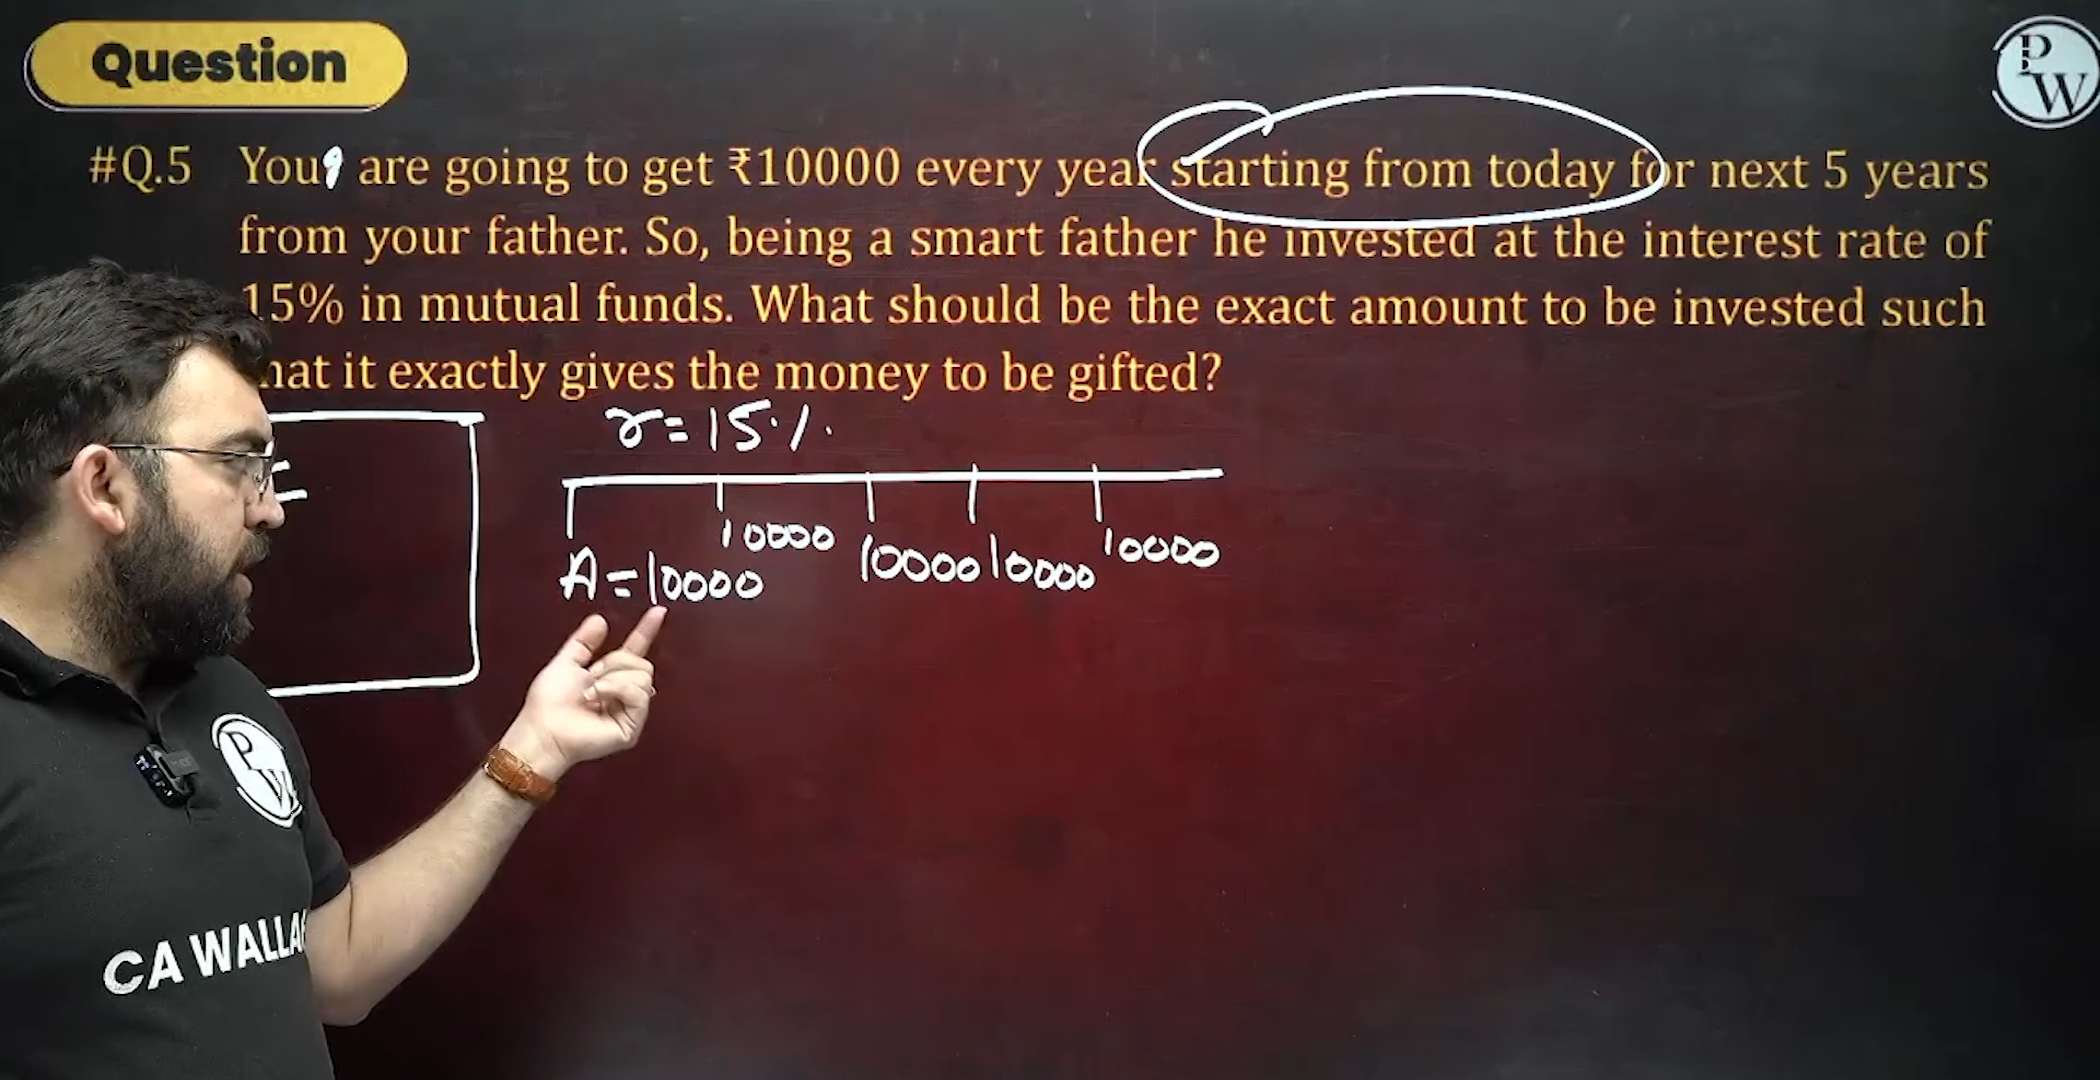 Question
PW
#Q.5 You are going to get ₹10000 every year starting from today for next 5 years
from your father. So, being a smart father he invested at the interest rate of
15% in mutual funds. What should be the exact amount to be invested such
hat it exactly gives the money to be gifted?
r = 15%.
10000 10000 10000 10000
A = 10000
PW
CA WALLA